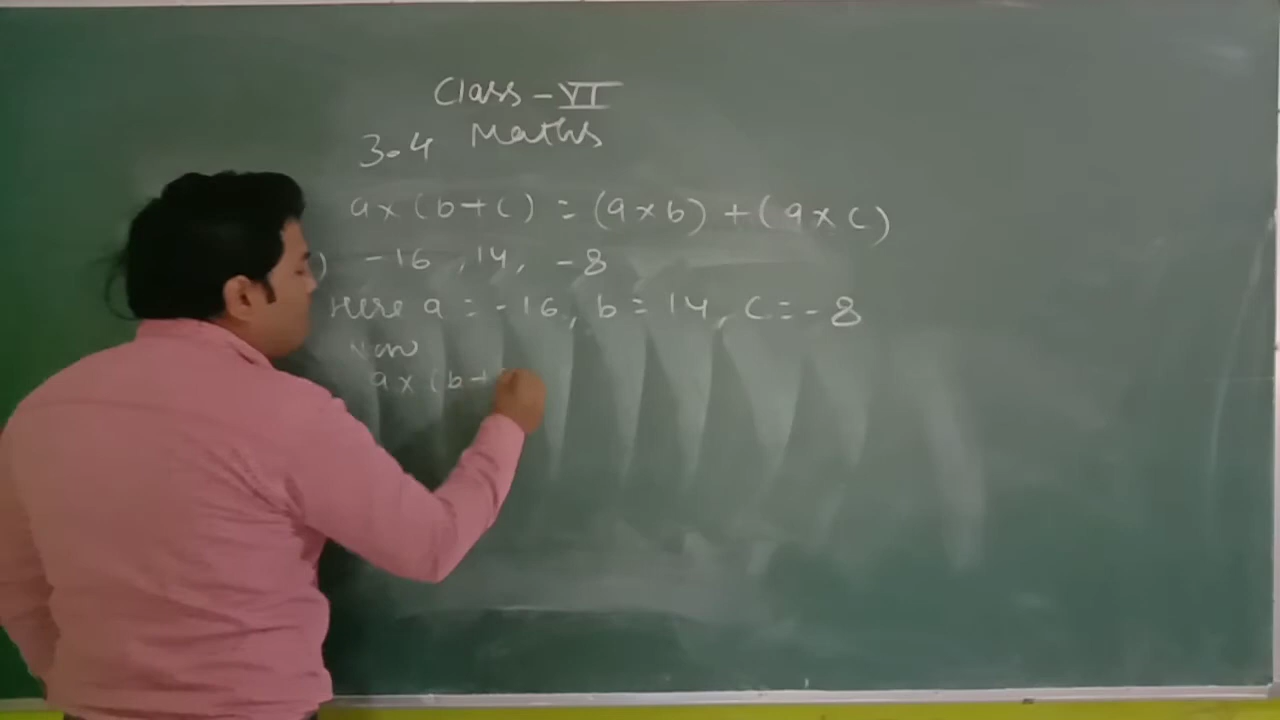 Class - VI
3.4 Maths
a × (b + c) = (a × b) + (a × c)
) -16, 14, -8
Here a = -16, b = 14, c = -8
Now
a × (b +